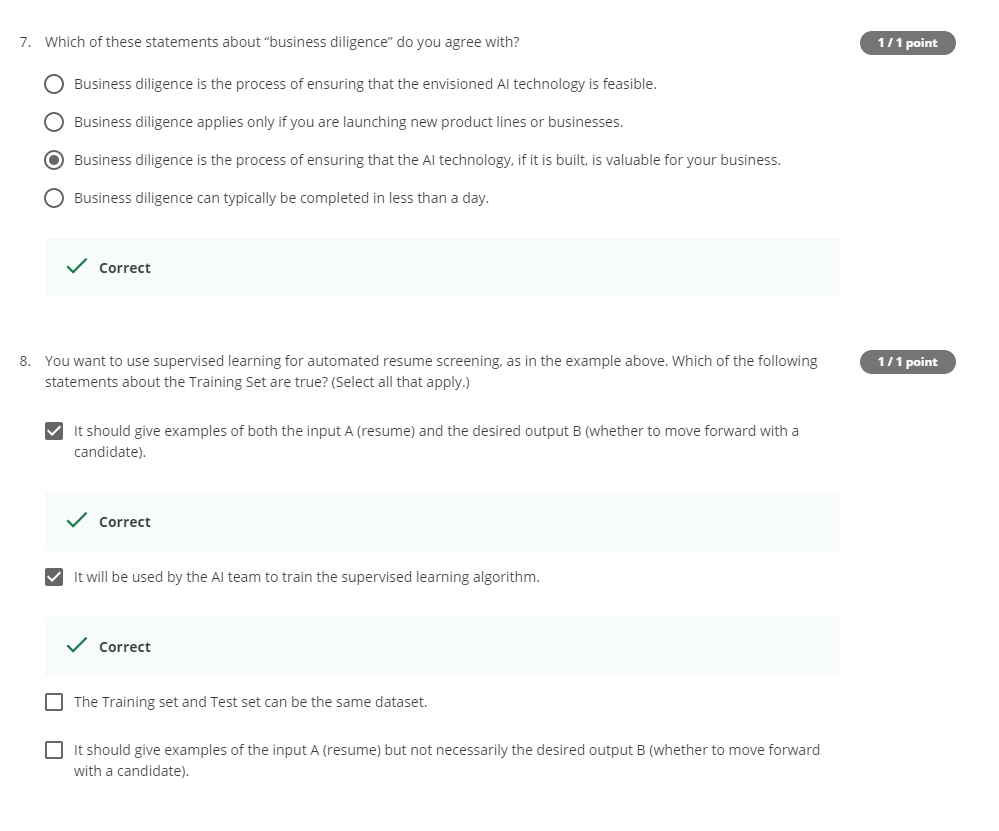 7. Which of these statements about “business diligence” do you agree with?
1 / 1 point
Business diligence is the process of ensuring that the envisioned AI technology is feasible.
Business diligence applies only if you are launching new product lines or businesses.
Business diligence is the process of ensuring that the AI technology, if it is built, is valuable for your business.
Business diligence can typically be completed in less than a day.
Correct
8. You want to use supervised learning for automated resume screening, as in the example above. Which of the following
statements about the Training Set are true? (Select all that apply.)
1 / 1 point
It should give examples of both the input A (resume) and the desired output B (whether to move forward with a
candidate).
Correct
It will be used by the AI team to train the supervised learning algorithm.
Correct
The Training set and Test set can be the same dataset.
It should give examples of the input A (resume) but not necessarily the desired output B (whether to move forward
with a candidate).